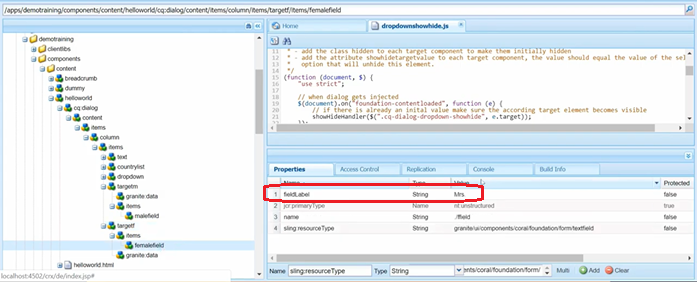 /apps/demotraining/components/content/helloworld/cq:dialog/content/items/column/items/targetf/items/femalefield
demotraining
clientlibs
components
content
breadcrumb
dummy
helloworld
cq:dialog
content
items
column
items
text
countrylist
dropdown
targetm
granite:data
items
malefield
targetf
items
femalefield
granite:data
helloworld.html
localhost:4502/crx/de/index.jsp#
Home
dropdownshowhide.js
* - add the class hidden to each target component to make them initially hidden
* - add the attribute showhidetargetvalue to each target component, the value should equal the value of the sel
* option that will unhide this element.
*/
(function (document, $) {
"use strict";
// when dialog gets injected
$(document).on("foundation-contentloaded", function (e) {
// if there is already an inital value make sure the according target element becomes visible
showHideHandler($(".cq-dialog-dropdown-showhide", e.target));
});
Properties Access Control Replication Console Build Info
Name Type Value Protected
1 fieldLabel String Mrs. false
2 jcr:primaryType Name nt:unstructured true
3 name String ./ffield false
4 sling:resourceType String granite/ui/components/coral/foundation/form/textfield false
Name sling:resourceType Type String ents/coral/foundation/form/ Multi Add Clear